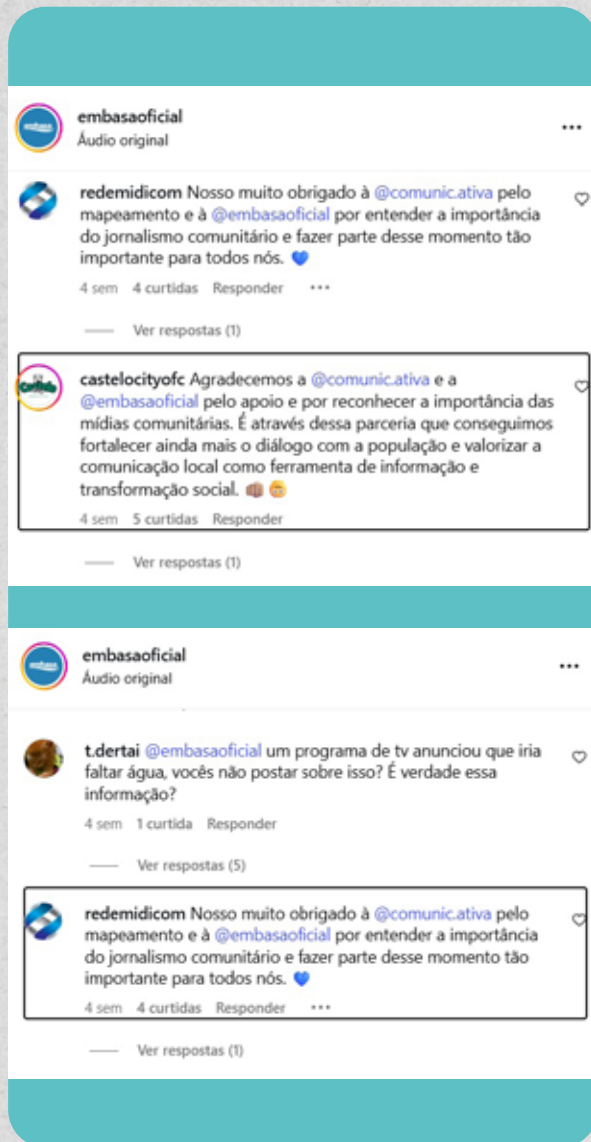 embasaoficial
Áudio original
redemidicom Nosso muito obrigado à @comunic.ativa pelo
mapeamento e à @embasaoficial por entender a importância
do jornalismo comunitário e fazer parte desse momento tão
importante para todos nós. 💙
4 sem 4 curtidas Responder ···
Ver respostas (1)
castelocityofc Agradecemos a @comunic.ativa e a
@embasaoficial pelo apoio e por reconhecer a importância das
mídias comunitárias. É através dessa parceria que conseguimos
fortalecer ainda mais o diálogo com a população e valorizar a
comunicação local como ferramenta de informação e
transformação social.
4 sem 5 curtidas Responder
Ver respostas (1)
embasaoficial
Áudio original
t.dertai @embasaoficial um programa de tv anunciou que iria
faltar água, vocês não postar sobre isso? É verdade essa
informação?
4 sem 1 curtida Responder
Ver respostas (5)
redemidicom Nosso muito obrigado à @comunic.ativa pelo
mapeamento e à @embasaoficial por entender a importância
do jornalismo comunitário e fazer parte desse momento tão
importante para todos nós. 💙
4 sem 4 curtidas Responder ···
Ver respostas (1)